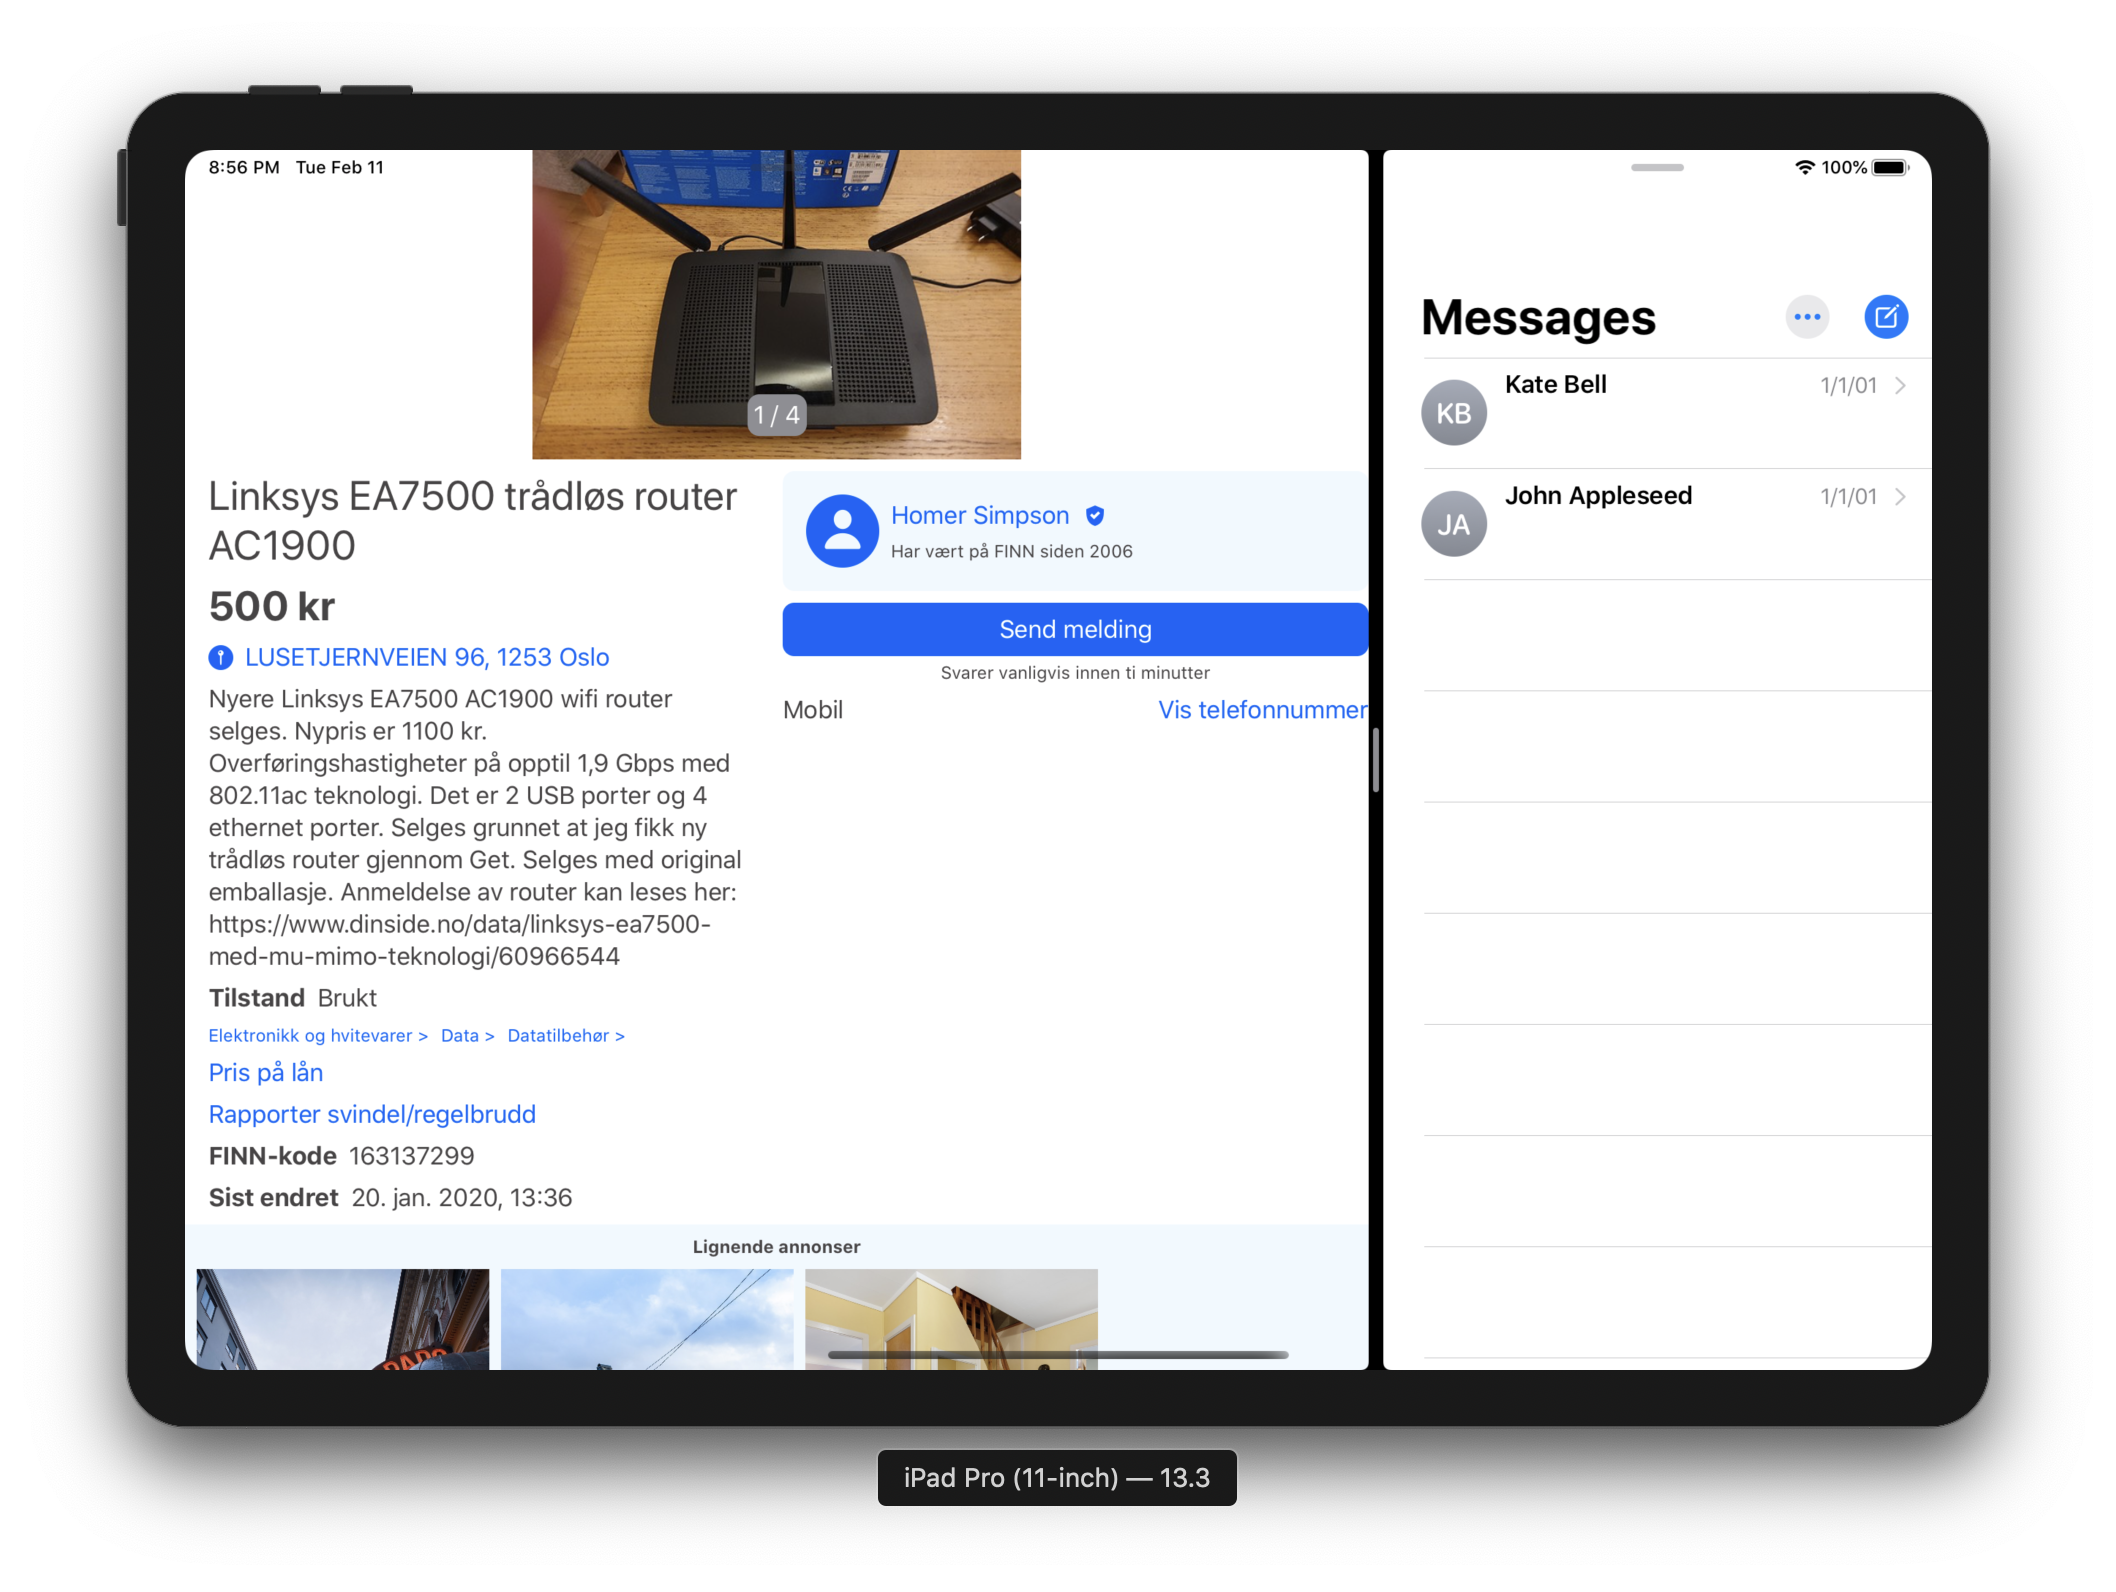 8:56 PM Tue Feb 11
100%
1 / 4
Linksys EA7500 trådløs router
AC1900
500 kr
LUSETJERNVEIEN 96, 1253 Oslo
Nyere Linksys EA7500 AC1900 wifi router
selges. Nypris er 1100 kr.
Overføringshastigheter på opptil 1,9 Gbps med
802.11ac teknologi. Det er 2 USB porter og 4
ethernet porter. Selges grunnet at jeg fikk ny
trådløs router gjennom Get. Selges med original
emballasje. Anmeldelse av router kan leses her:
https://www.dinside.no/data/linksys-ea7500-
med-mu-mimo-teknologi/60966544
Tilstand Brukt
Elektronikk og hvitevarer > Data > Datatilbehør >
Pris på lån
Rapporter svindel/regelbrudd
FINN-kode 163137299
Sist endret 20. jan. 2020, 13:36
Homer Simpson
Har vært på FINN siden 2006
Send melding
Svarer vanligvis innen ti minutter
Mobil Vis telefonnummer
Lignende annonser
Messages
KB Kate Bell 1/1/01
JA John Appleseed 1/1/01
iPad Pro (11-inch) — 13.3